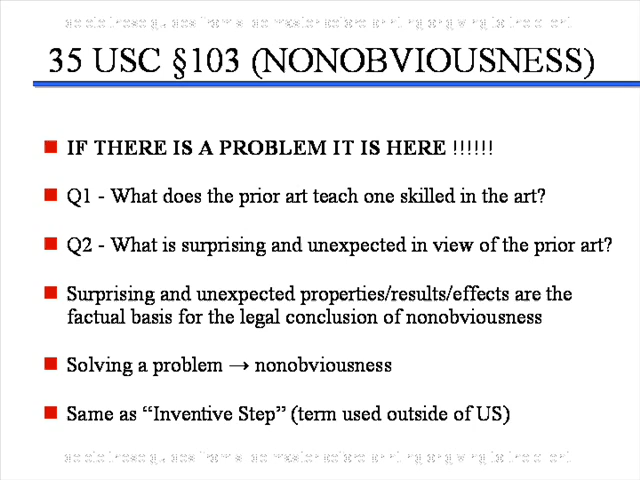 35 USC §103 (NONOBVIOUSNESS)
IF THERE IS A PROBLEM IT IS HERE !!!!!!
Q1 - What does the prior art teach one skilled in the art?
Q2 - What is surprising and unexpected in view of the prior art?
Surprising and unexpected properties/results/effects are the
factual basis for the legal conclusion of nonobviousness
Solving a problem → nonobviousness
Same as “Inventive Step” (term used outside of US)